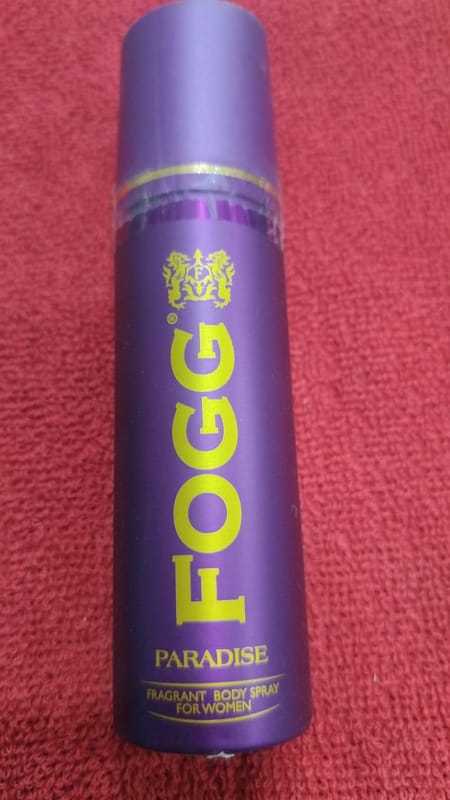 F
FOGG®
PARADISE
FRAGRANT BODY SPRAY
FOR WOMEN